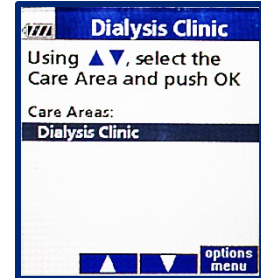 Dialysis Clinic
Using ▲▼, select the
Care Area and push OK
Care Areas:
Dialysis Clinic
options
menu